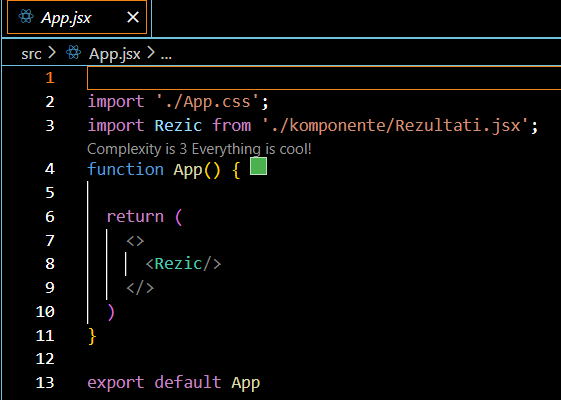 App.jsx
src > App.jsx > ...
1
2 import './App.css';
3 import Rezic from './komponente/Rezultati.jsx';
Complexity is 3 Everything is cool!
4 function App() {
5
6 return (
7 <>
8 <Rezic/>
9 </>
10 )
11 }
12
13 export default App